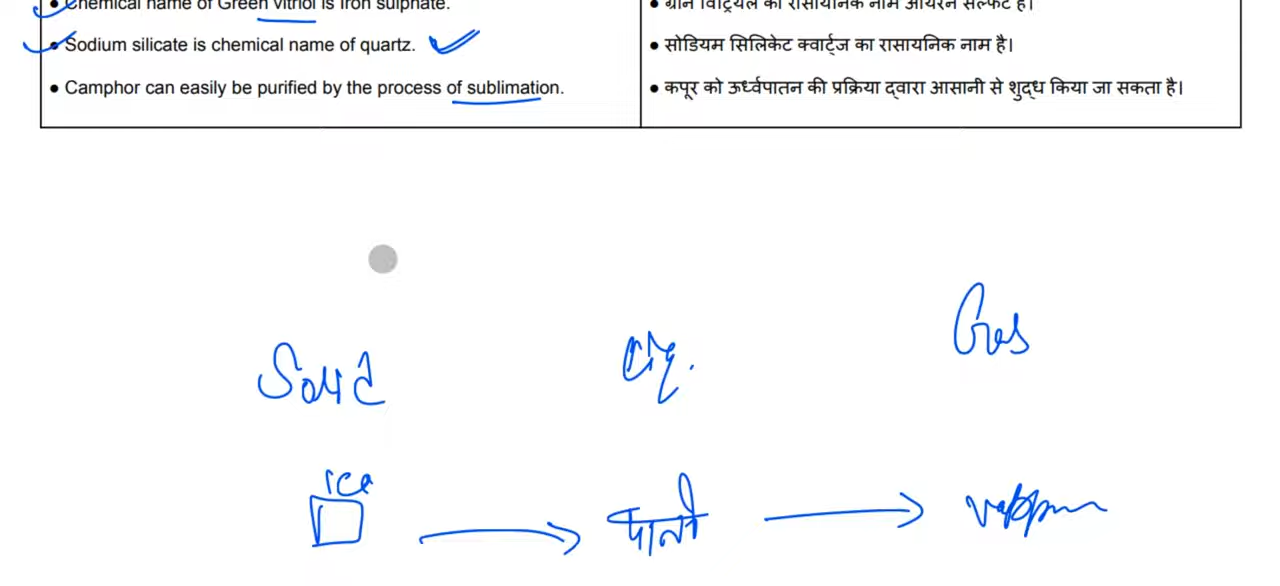 • Chemical name of Green vitriol is Iron sulphate.
• Sodium silicate is chemical name of quartz.
• Camphor can easily be purified by the process of sublimation.
• ग्रीन विट्रियल का रासायनिक नाम आयरन सल्फेट है।
• सोडियम सिलिकेट क्वार्ट्ज का रासायनिक नाम है।
• कपूर को ऊर्ध्वपातन की प्रक्रिया द्वारा आसानी से शुद्ध किया जा सकता है।
Solid Liq. Gas
ice
पानी